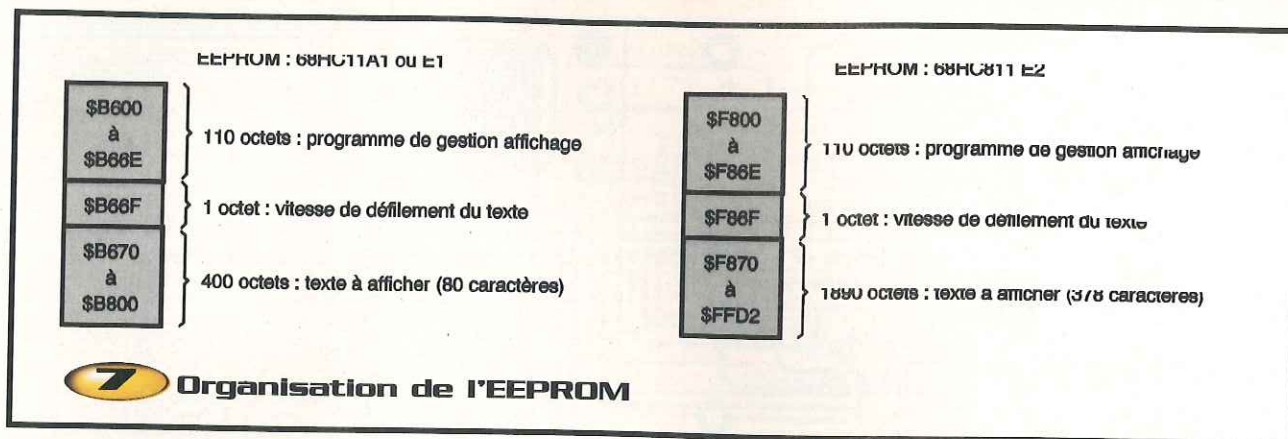 EEPROM : 68HC11A1 ou E1
$B600
à
$B66E
110 octets : programme de gestion affichage
$B66F
1 octet : vitesse de défilement du texte
$B670
à
$B800
400 octets : texte à afficher (80 caractères)
EEPROM : 68HC811 E2
$F800
à
$F86E
110 octets : programme de gestion affichage
$F86F
1 octet : vitesse de défilement du texte
$F870
à
$FFD2
1890 octets : texte à afficher (378 caractères)
7 Organisation de l'EEPROM